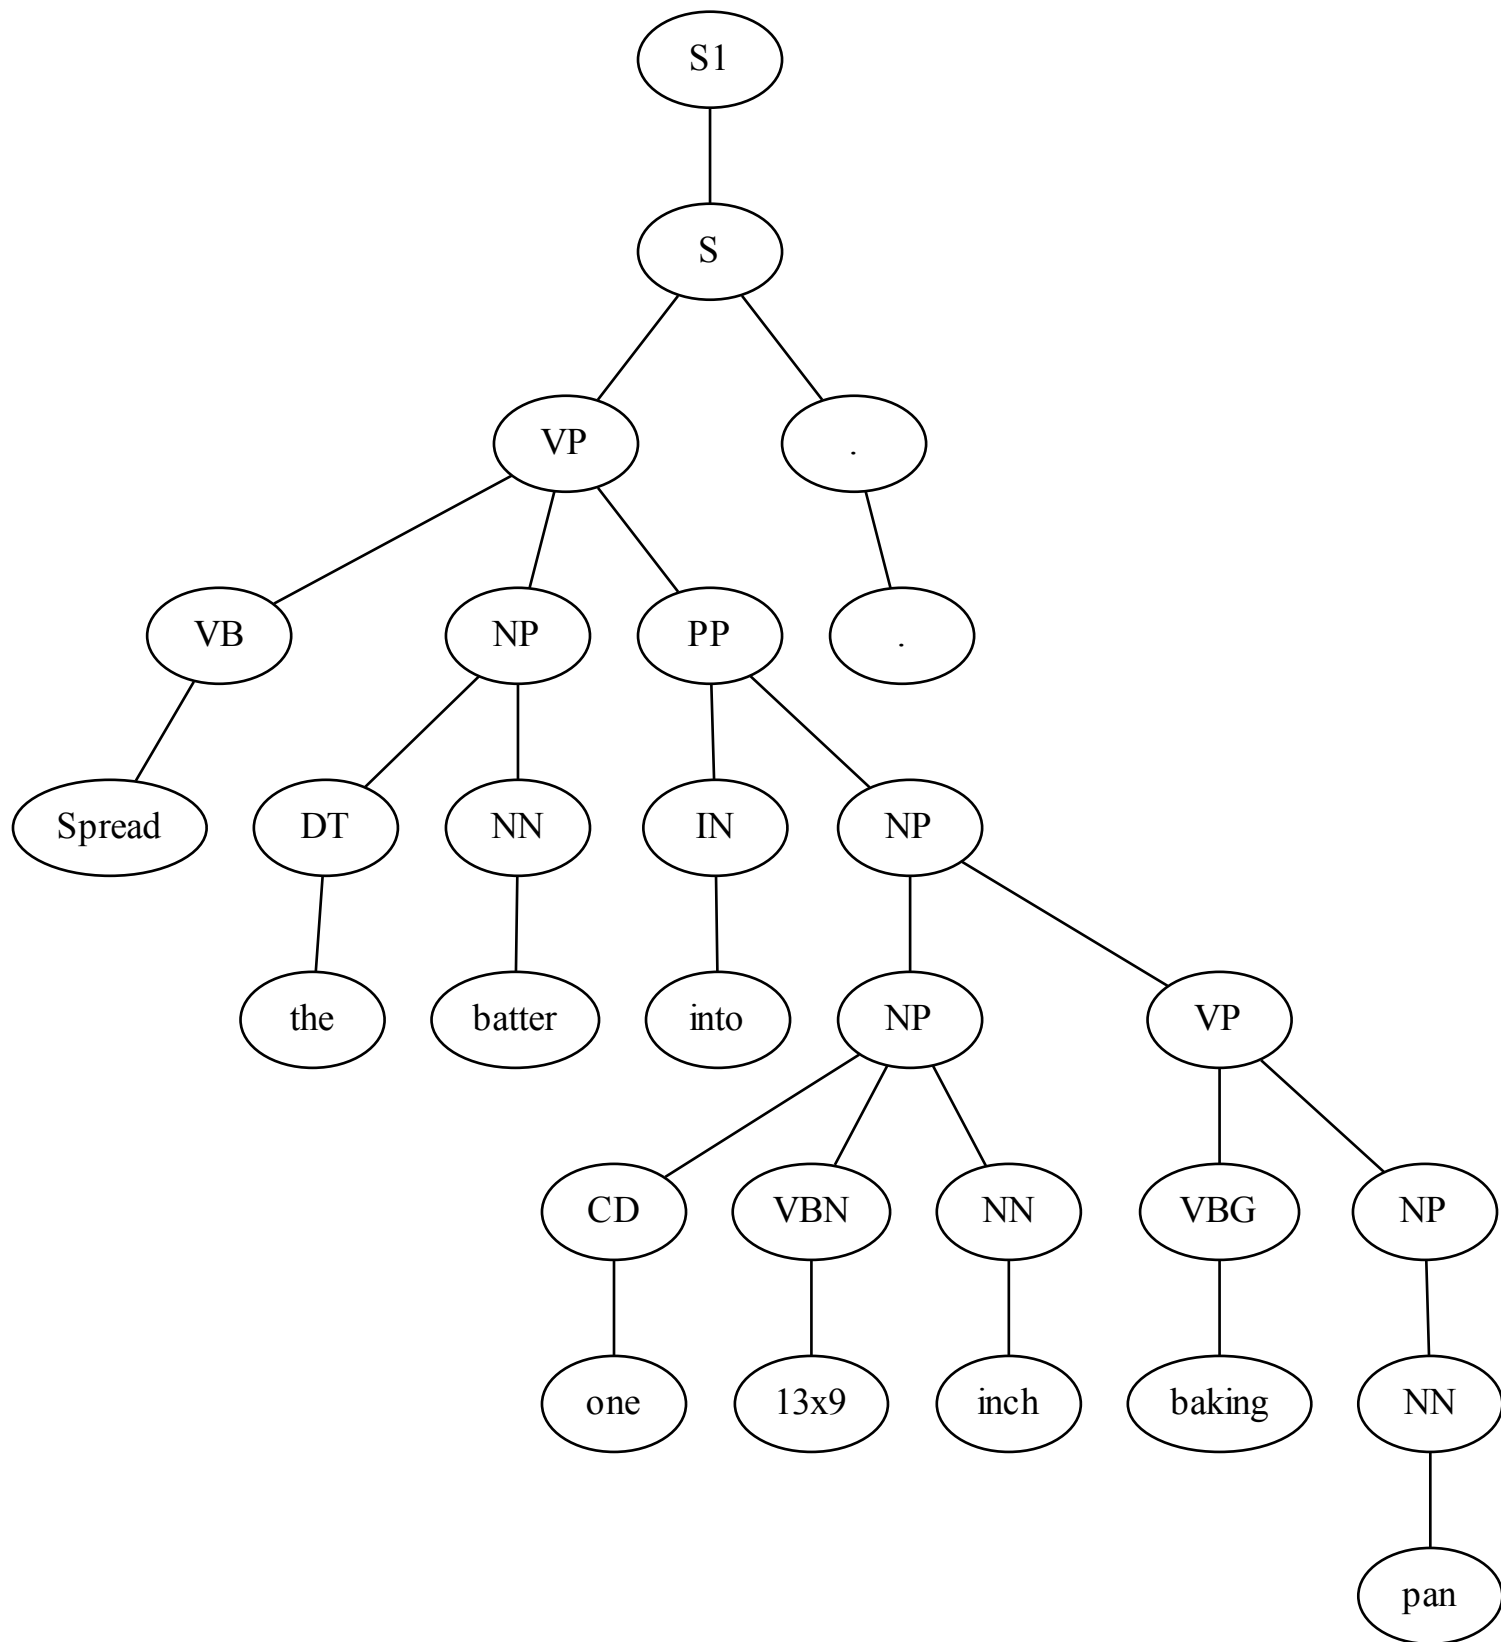 S1
S
VP .
VB NP PP .
Spread DT NN IN NP
the batter into NP VP
CD VBN NN VBG NP
one 13x9 inch baking NN
pan